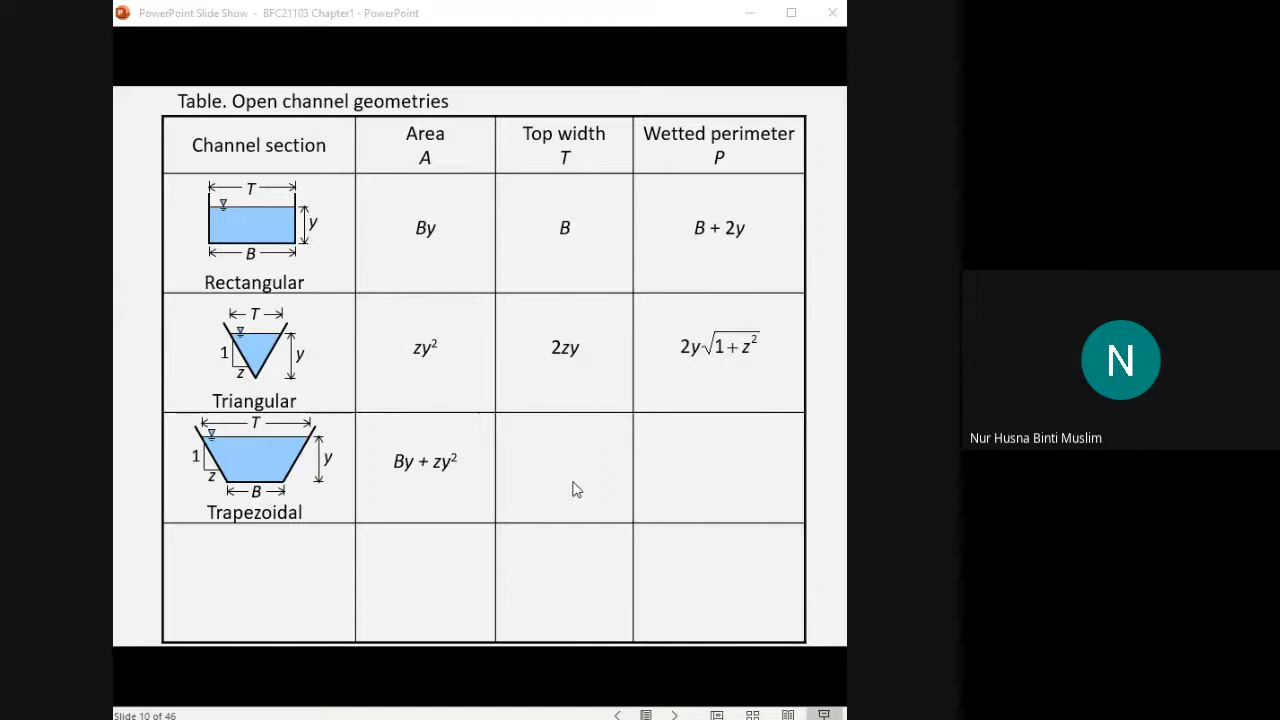 PowerPoint Slide Show - BFC21103 Chapter1 - PowerPoint
Table. Open channel geometries
Channel section
Area
A
Top width
T
Wetted perimeter
P
T
y
B
Rectangular
By
B
B + 2y
T
1
z
y
Triangular
zy²
2zy
2y√1+z²
T
1
z
y
B
Trapezoidal
By + zy²
N
Nur Husna Binti Muslim
Slide 10 of 46